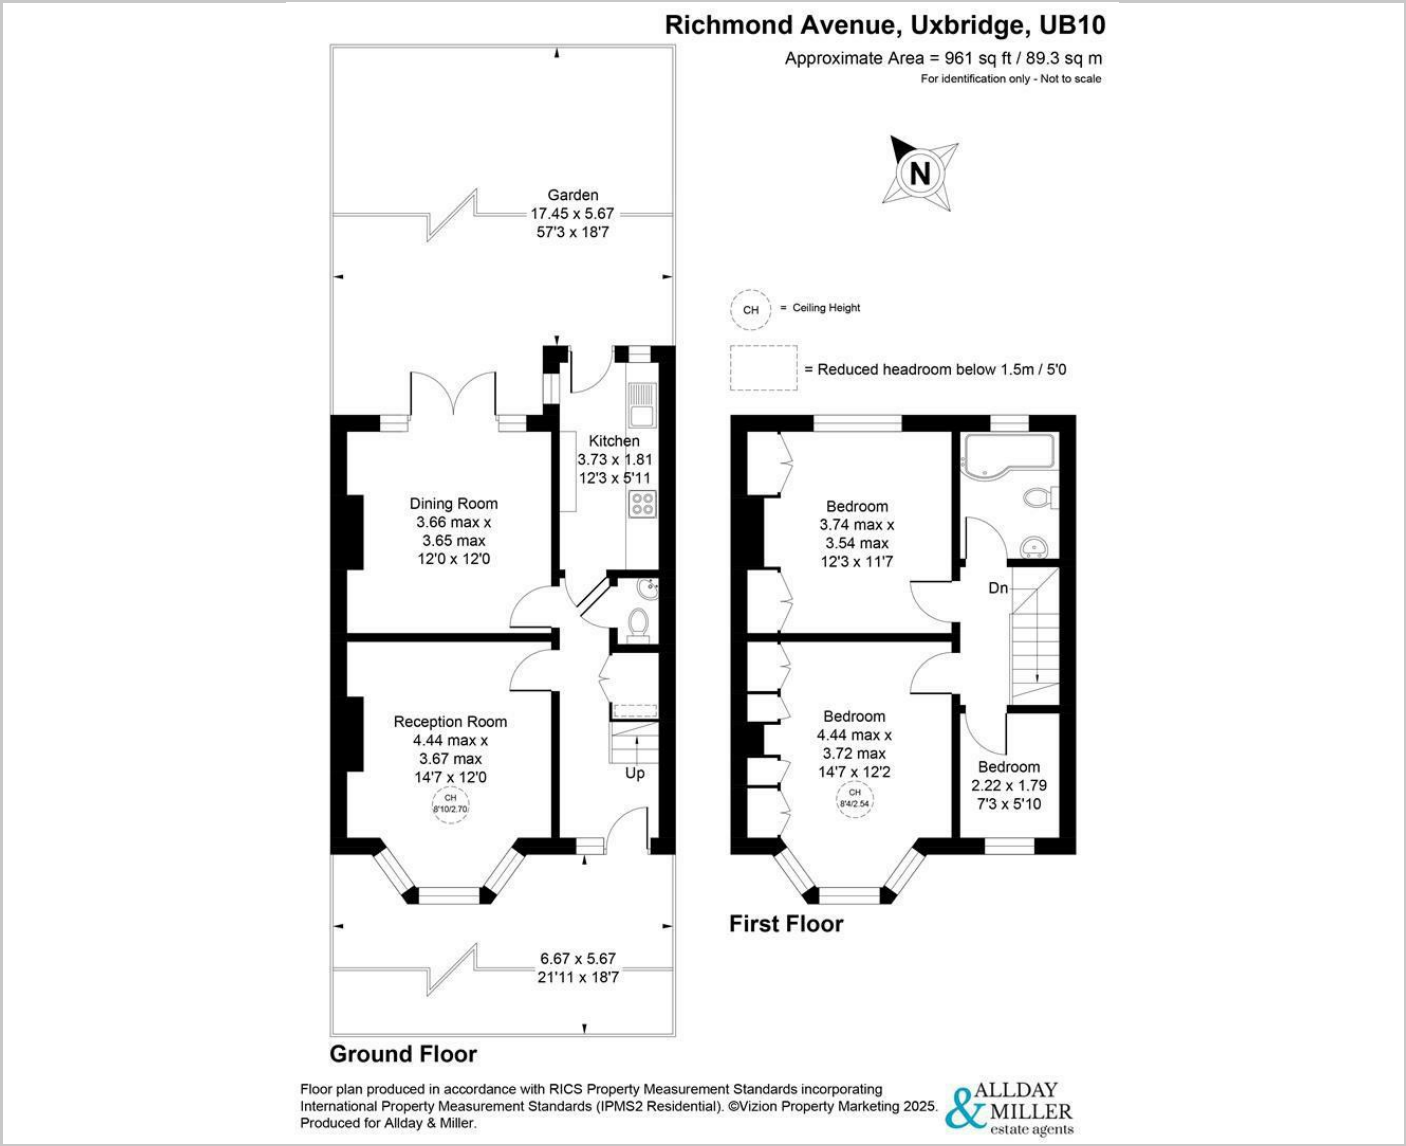 Richmond Avenue, Uxbridge, UB10
Approximate Area = 961 sq ft / 89.3 sq m
For identification only - Not to scale
N
Garden
17.45 x 5.67
57'3 x 18'7
CH
= Ceiling Height
= Reduced headroom below 1.5m / 5'0
Kitchen
3.73 x 1.81
12'3 x 5'11
Dining Room
3.66 max x
3.65 max
12'0 x 12'0
Reception Room
4.44 max x
3.67 max
14'7 x 12'0
CH
8'10/2.70
Up
6.67 x 5.67
21'11 x 18'7
Ground Floor
Bedroom
3.74 max x
3.54 max
12'3 x 11'7
Dn
Bedroom
4.44 max x
3.72 max
14'7 x 12'2
CH
8'4/2.54
Bedroom
2.22 x 1.79
7'3 x 5'10
First Floor
Floor plan produced in accordance with RICS Property Measurement Standards incorporating
International Property Measurement Standards (IPMS2 Residential). ©Vizion Property Marketing 2025.
Produced for Allday & Miller.
ALLDAY
& MILLER
estate agents